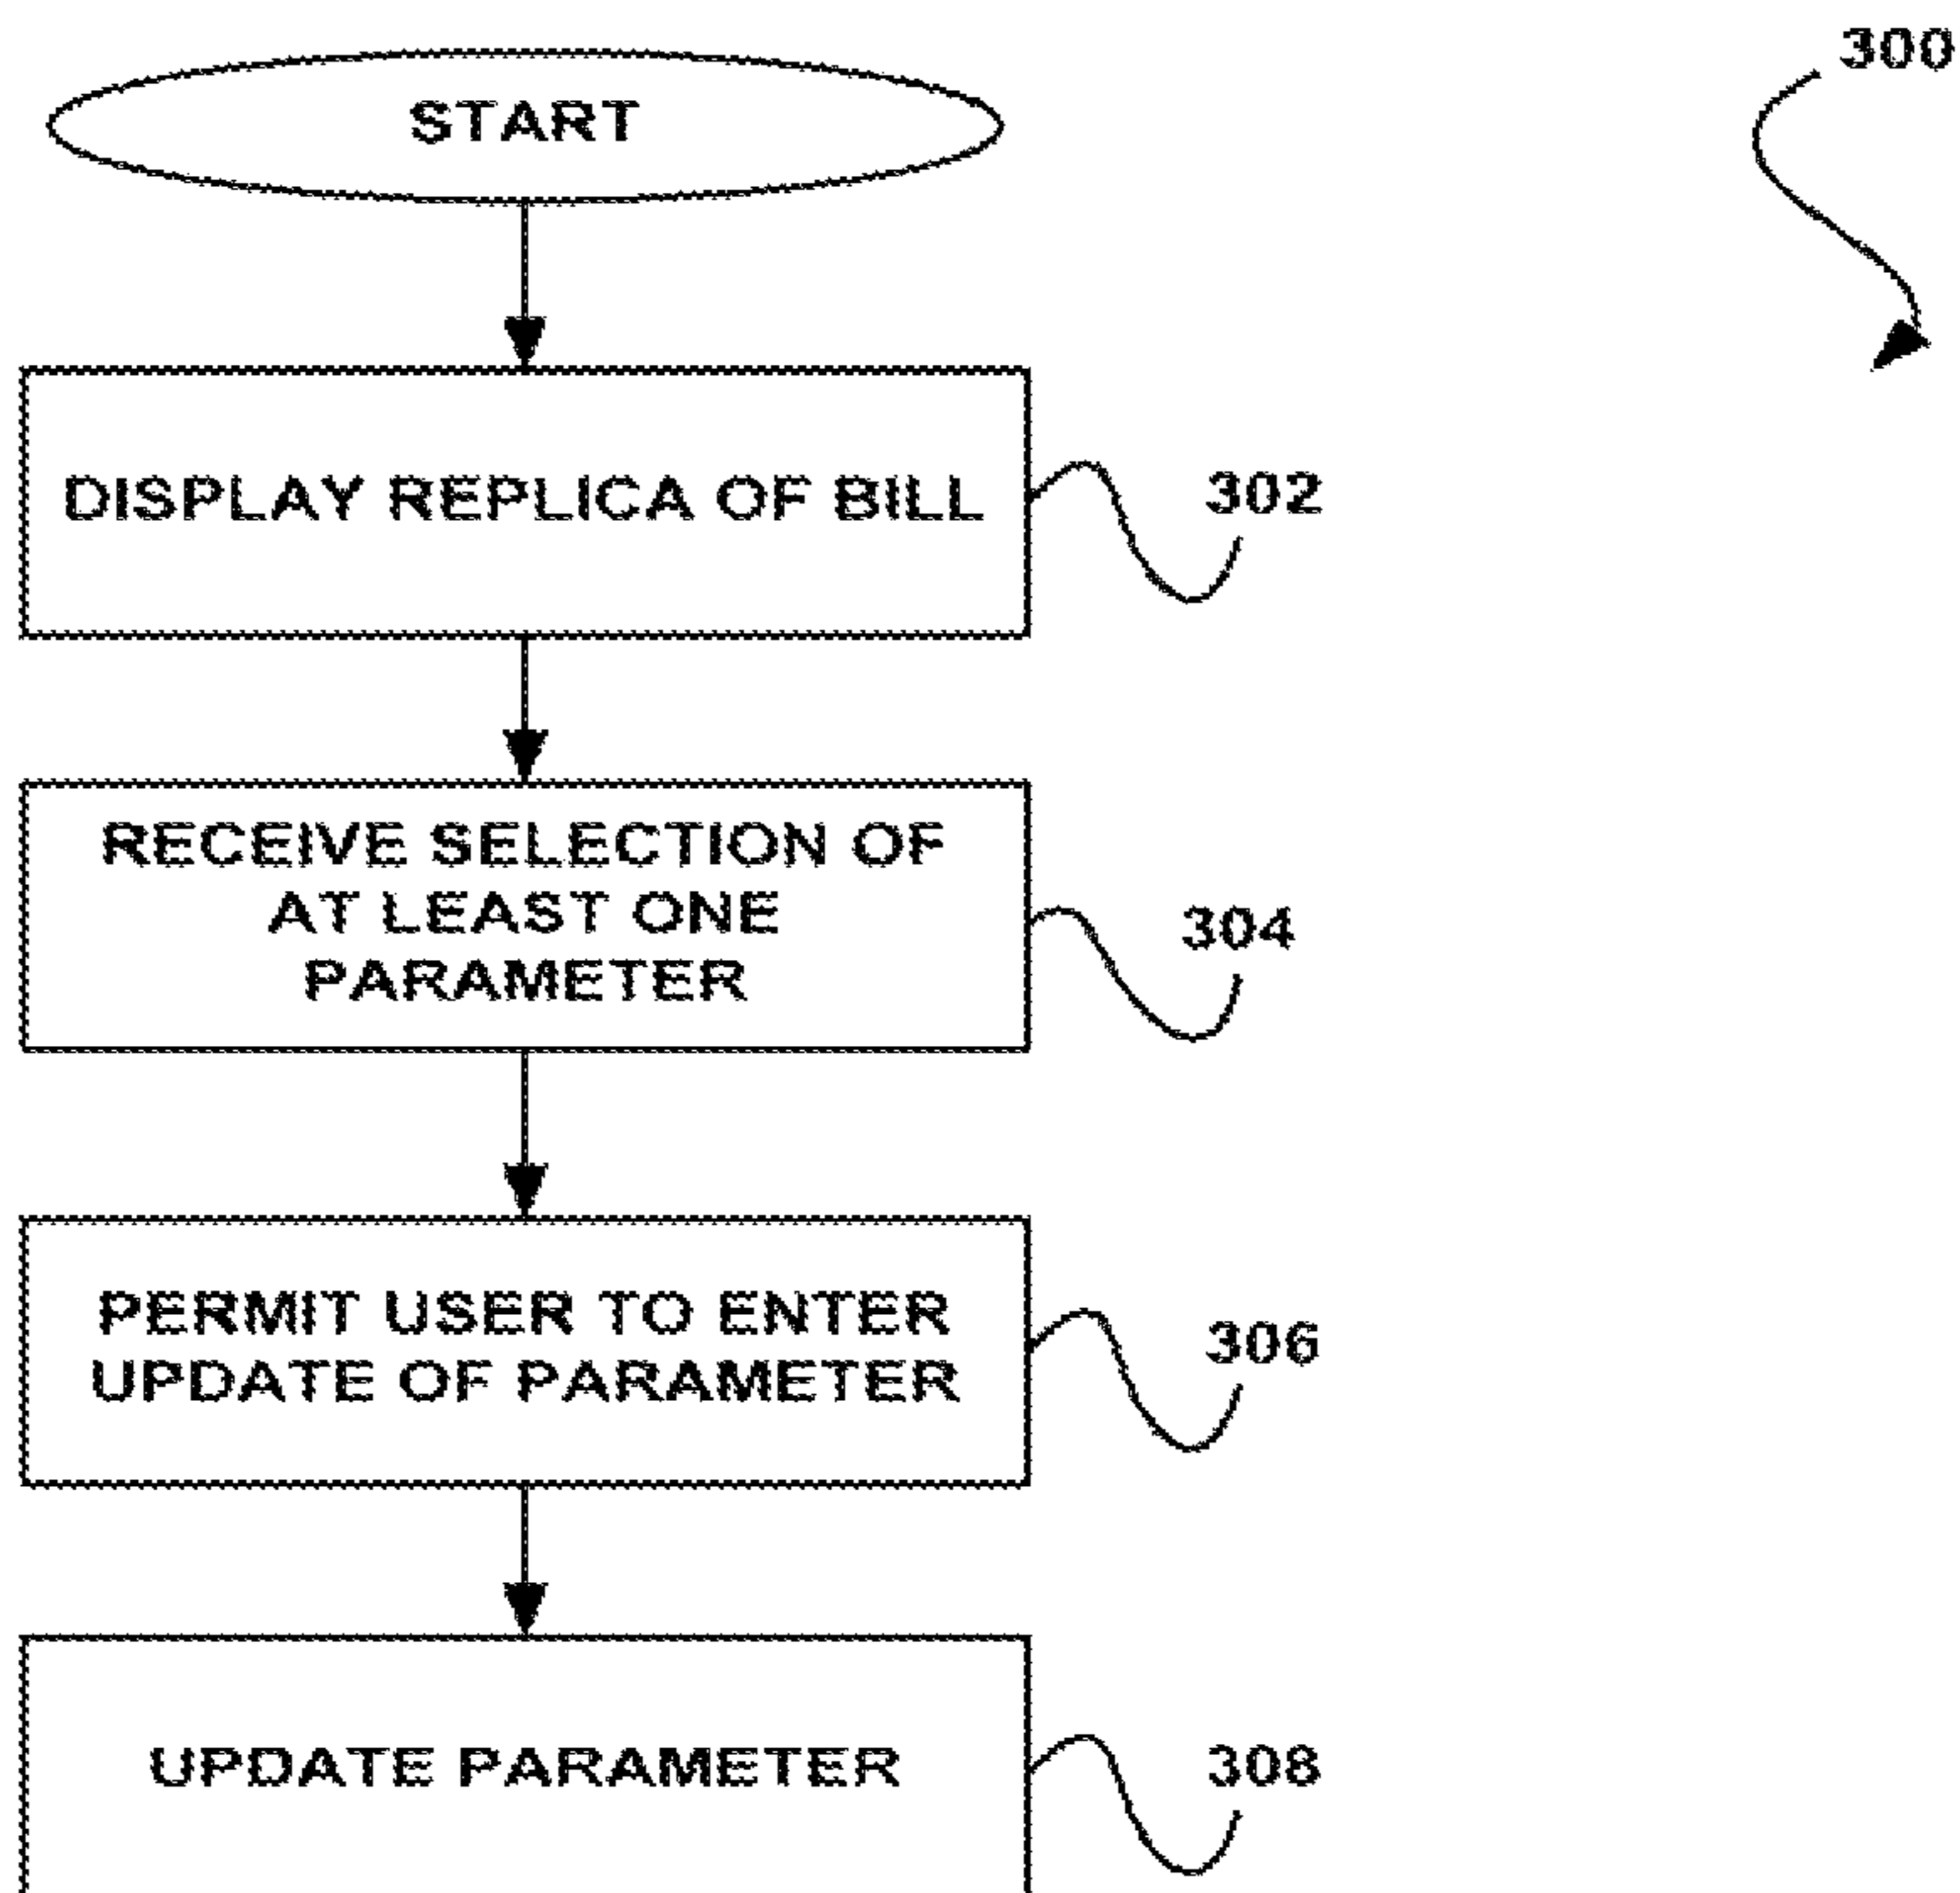 300
START
DISPLAY REPLICA OF BILL
302
RECEIVE SELECTION OF
AT LEAST ONE
PARAMETER
304
PERMIT USER TO ENTER
UPDATE OF PARAMETER
306
UPDATE PARAMETER
308